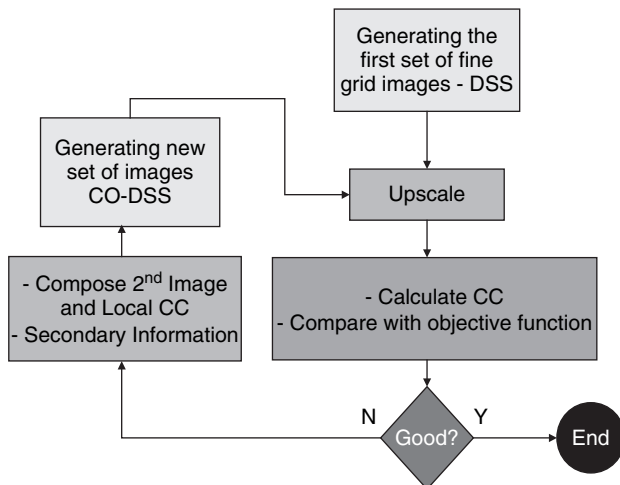 Generating the
first set of fine
grid images - DSS
Generating new
set of images
CO-DSS
Upscale
- Compose 2nd Image
and Local CC
- Secondary Information
- Calculate CC
- Compare with objective function
N
Good?
Y
End